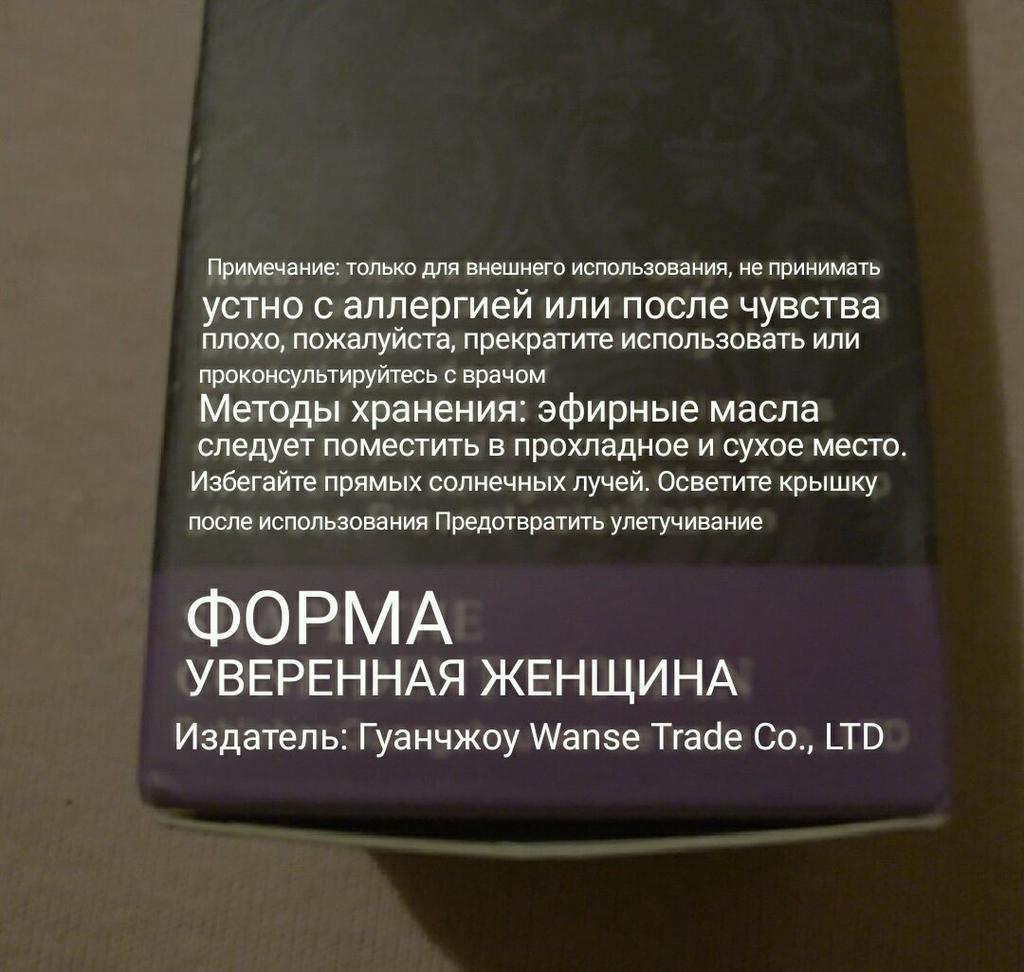 Примечание: только для внешнего использования, не принимать
устно с аллергией или после чувства
плохо, пожалуйста, прекратите использовать или
проконсультируйтесь с врачом
Методы хранения: эфирные масла
следует поместить в прохладное и сухое место.
Избегайте прямых солнечных лучей. Осветите крышку
после использования Предотвратить улетучивание
ФОРМА
УВЕРЕННАЯ ЖЕНЩИНА
Издатель: Гуанчжоу Wanse Trade Co., LTD